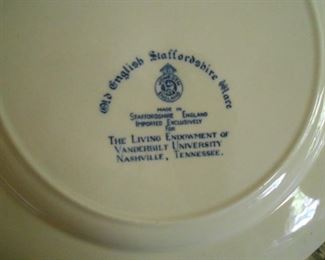 Old English Staffordshire Ware
MADE IN
STAFFORDSHIRE ENGLAND
IMPORTED EXCLUSIVELY
FOR
THE LIVING ENDOWMENT OF
VANDERBILT UNIVERSITY
NASHVILLE, TENNESSEE.